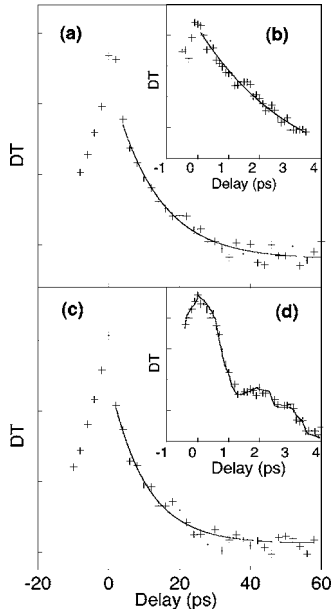 (a)
(b)
DT
DT
-1 0 1 2 3 4
Delay (ps)
(c)
(d)
DT
DT
-1 0 1 2 3 4
Delay (ps)
-20 0 20 40 60
Delay (ps)